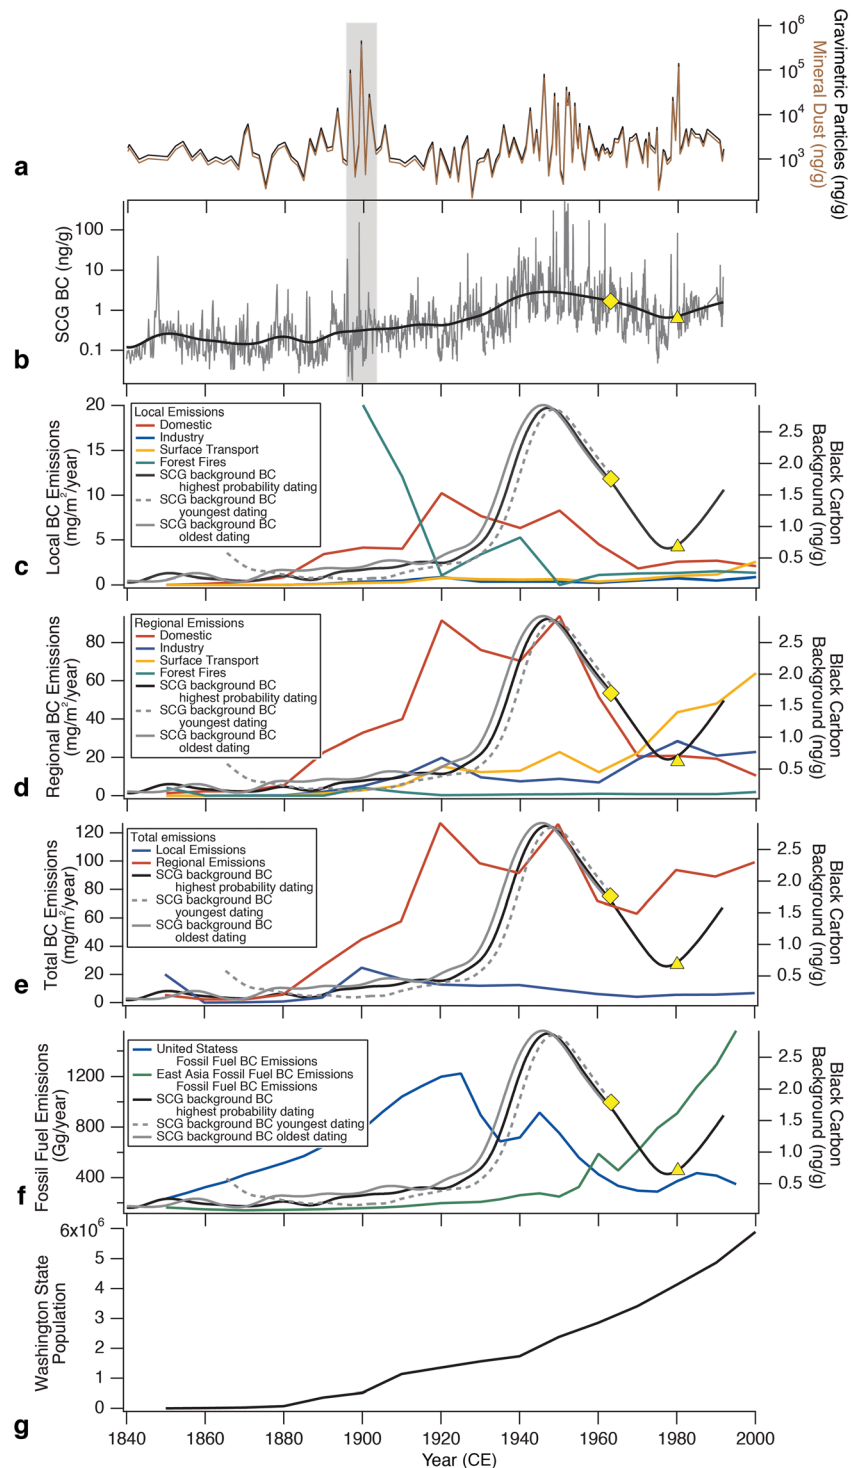 10⁶
10⁵
10⁴
10³
Mineral Dust (ng/g)
Gravimetric Particles (ng/g)
a
SCG BC (ng/g)
100
10
1
0.1
b
Local BC Emissions
(mg/m²/year)
20
15
10
5
0
Local Emissions
Domestic
Industry
Surface Transport
Forest Fires
SCG background BC
highest probability dating
SCG background BC
youngest dating
SCG background BC
oldest dating
2.5
2.0
1.5
1.0
0.5
Black Carbon
Background (ng/g)
c
Regional BC Emissions
(mg/m²/year)
80
60
40
20
0
Regional Emissions
Domestic
Industry
Surface Transport
Forest Fires
SCG background BC
highest probability dating
SCG background BC
youngest dating
SCG background BC
oldest dating
2.5
2.0
1.5
1.0
0.5
Black Carbon
Background (ng/g)
d
Total BC Emissions
(mg/m²/year)
120
100
80
60
40
20
0
Total emissions
Local Emissions
Regional Emissions
SCG background BC
highest probability dating
SCG background BC
youngest dating
SCG background BC
oldest dating
2.5
2.0
1.5
1.0
0.5
Black Carbon
Background (ng/g)
e
Fossil Fuel Emissions
(Gg/year)
1200
800
400
United Statess
Fossil Fuel BC Emissions
East Asia Fossil Fuel BC Emissions
Fossil Fuel BC Emissions
SCG background BC
highest probability dating
SCG background BC youngest dating
SCG background BC oldest dating
2.5
2.0
1.5
1.0
0.5
Black Carbon
Background (ng/g)
f
Washington State
Population
6x10⁶
5
4
3
2
1
0
g
1840 1860 1880 1900 1920 1940 1960 1980 2000
Year (CE)